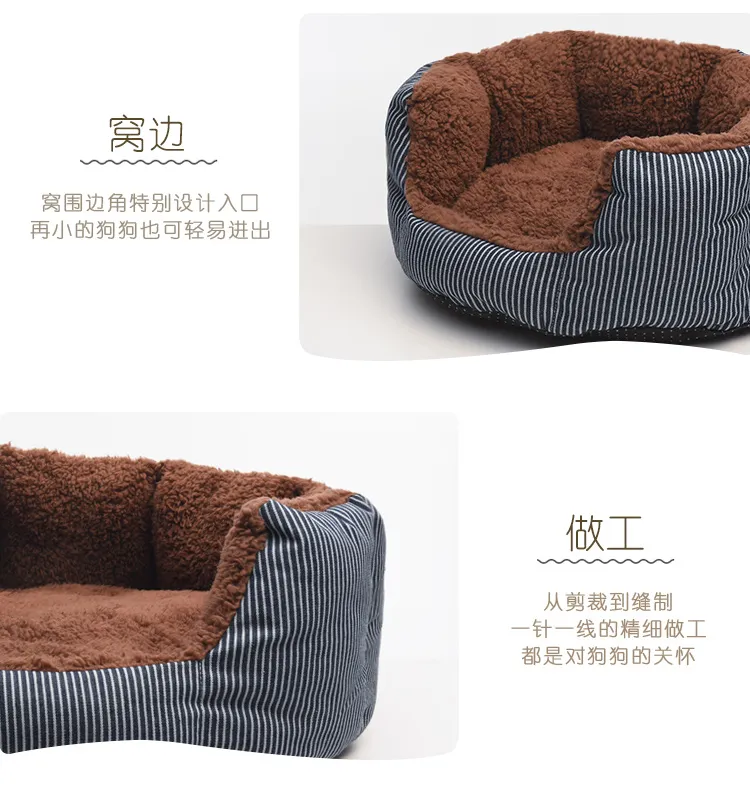 窝边
窝围边角特别设计入口
再小的狗狗也可轻易进出
做工
从剪裁到缝制
一针一线的精细做工
都是对狗狗的关怀